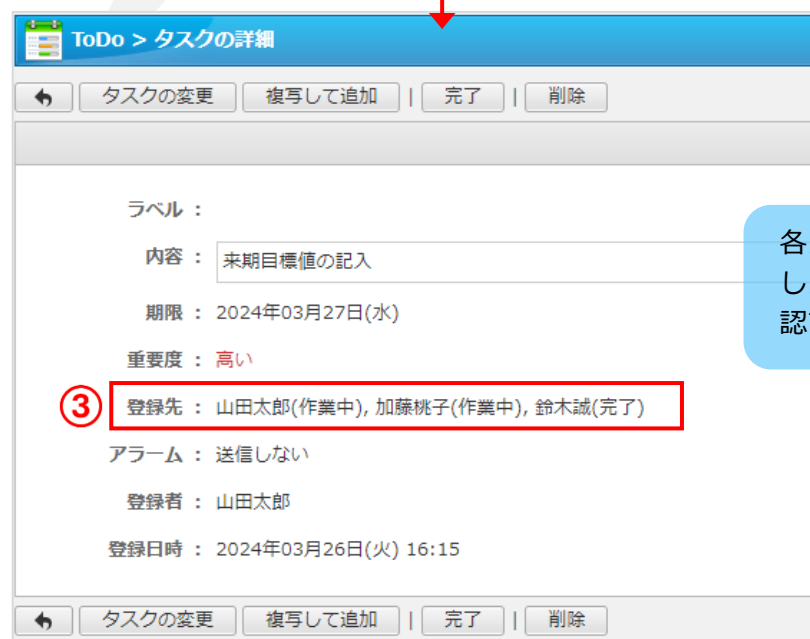 ToDo > タスクの詳細
タスクの変更 複写して追加 | 完了 | 削除
ラベル :
内容 : 来期目標値の記入
各
し
認
期限 : 2024年03月27日(水)
重要度 : 高い
③ 登録先 : 山田太郎(作業中), 加藤桃子(作業中), 鈴木誠(完了)
アラーム : 送信しない
登録者 : 山田太郎
登録日時 : 2024年03月26日(火) 16:15
タスクの変更 複写して追加 | 完了 | 削除